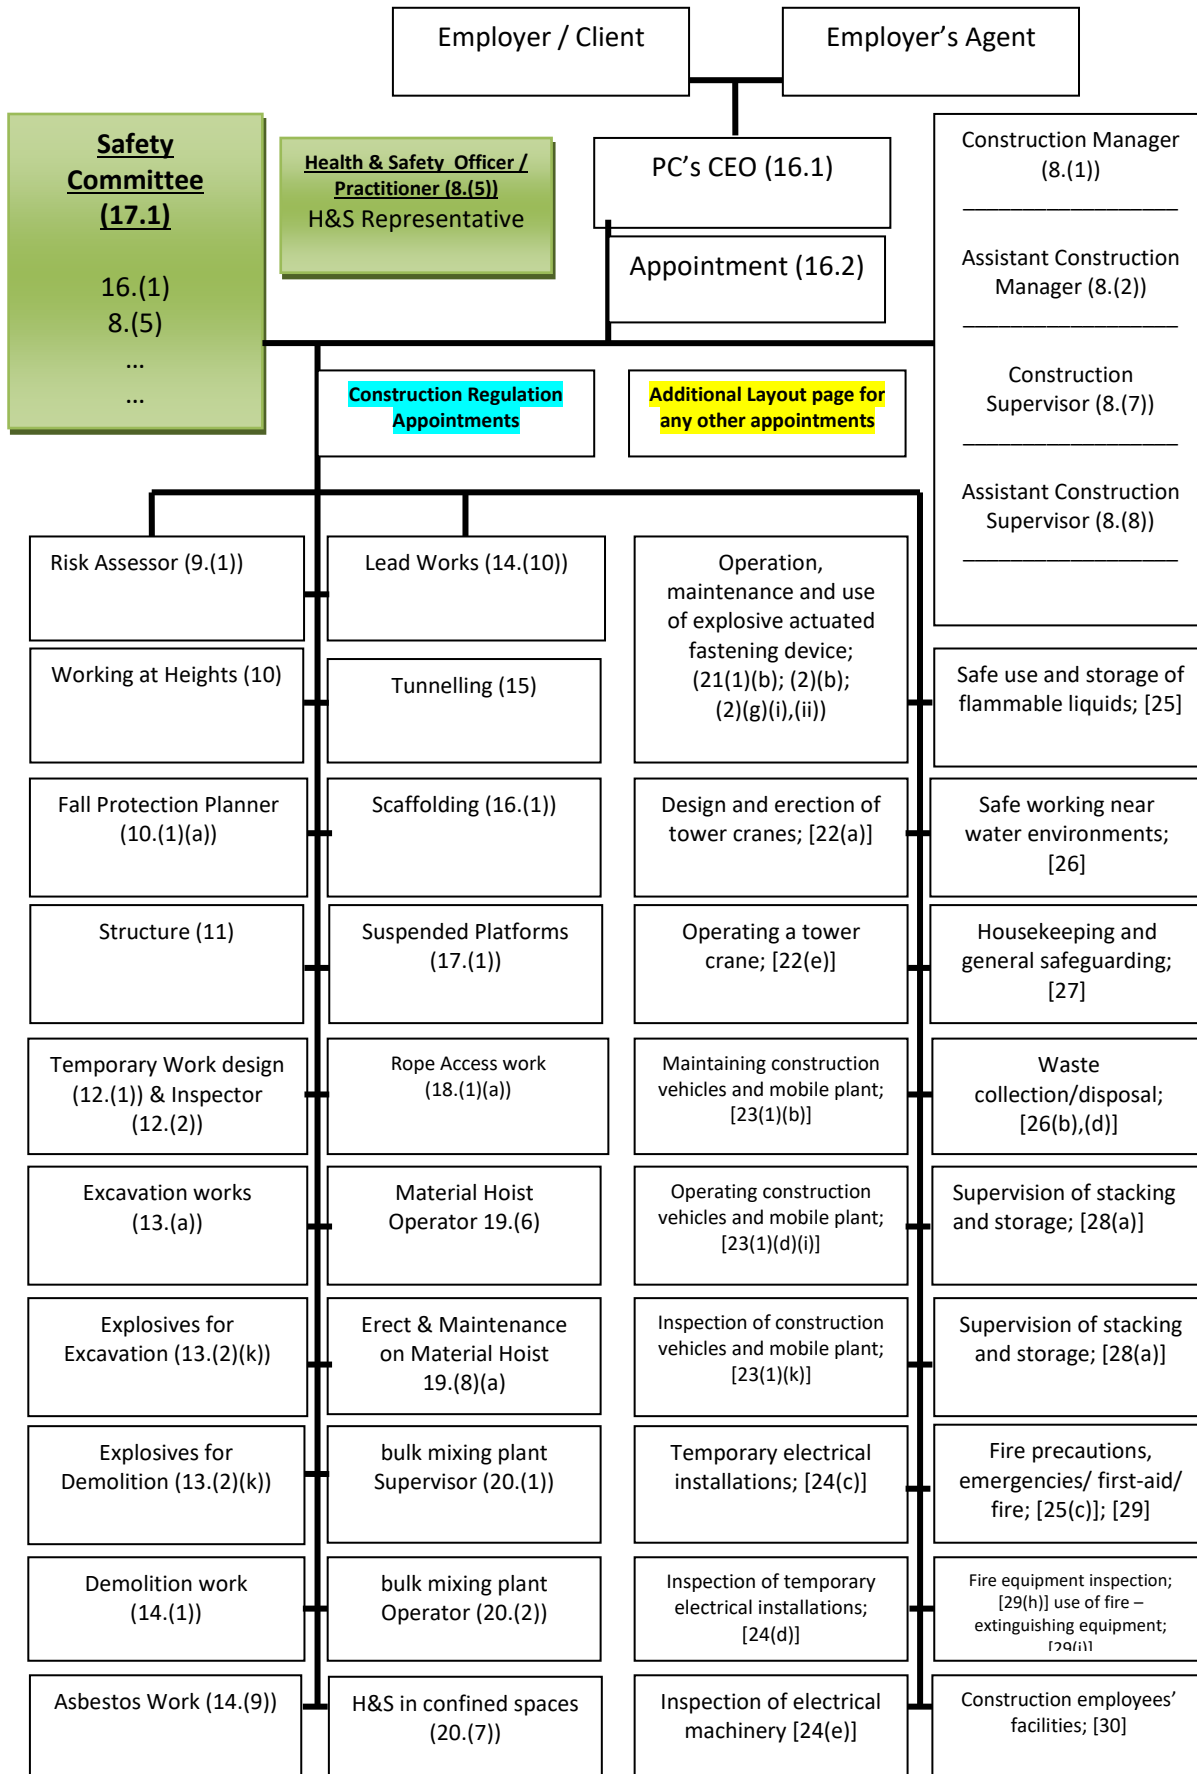 Employer / Client
Employer's Agent
Safety
Committee
(17.1)
16.(1)
8.(5)
...
...
Health & Safety Officer /
Practitioner (8.(5))
H&S Representative
PC's CEO (16.1)
Appointment (16.2)
Construction Manager
(8.(1))
__________________
Assistant Construction
Manager (8.(2))
__________________
Construction
Supervisor (8.(7))
__________________
Assistant Construction
Supervisor (8.(8))
__________________
Construction Regulation
Appointments
Additional Layout page for
any other appointments
Risk Assessor (9.(1))
Working at Heights (10)
Fall Protection Planner
(10.(1)(a))
Structure (11)
Temporary Work design
(12.(1)) & Inspector
(12.(2))
Excavation works
(13.(a))
Explosives for
Excavation (13.(2)(k))
Explosives for
Demolition (13.(2)(k))
Demolition work
(14.(1))
Asbestos Work (14.(9))
Lead Works (14.(10))
Tunnelling (15)
Scaffolding (16.(1))
Suspended Platforms
(17.(1))
Rope Access work
(18.(1)(a))
Material Hoist
Operator 19.(6)
Erect & Maintenance
on Material Hoist
19.(8)(a)
bulk mixing plant
Supervisor (20.(1))
bulk mixing plant
Operator (20.(2))
H&S in confined spaces
(20.(7))
Operation,
maintenance and use
of explosive actuated
fastening device;
(21(1)(b); (2)(b);
(2)(g)(i),(ii))
Design and erection of
tower cranes; [22(a)]
Operating a tower
crane; [22(e)]
Maintaining construction
vehicles and mobile plant;
[23(1)(b)]
Operating construction
vehicles and mobile plant;
[23(1)(d)(i)]
Inspection of construction
vehicles and mobile plant;
[23(1)(k)]
Temporary electrical
installations; [24(c)]
Inspection of temporary
electrical installations;
[24(d)]
Inspection of electrical
machinery [24(e)]
Safe use and storage of
flammable liquids; [25]
Safe working near
water environments;
[26]
Housekeeping and
general safeguarding;
[27]
Waste
collection/disposal;
[26(b),(d)]
Supervision of stacking
and storage; [28(a)]
Supervision of stacking
and storage; [28(a)]
Fire precautions,
emergencies/ first-aid/
fire; [25(c)]; [29]
Fire equipment inspection;
[29(h)] use of fire –
extinguishing equipment;
[29(i)]
Construction employees'
facilities; [30]